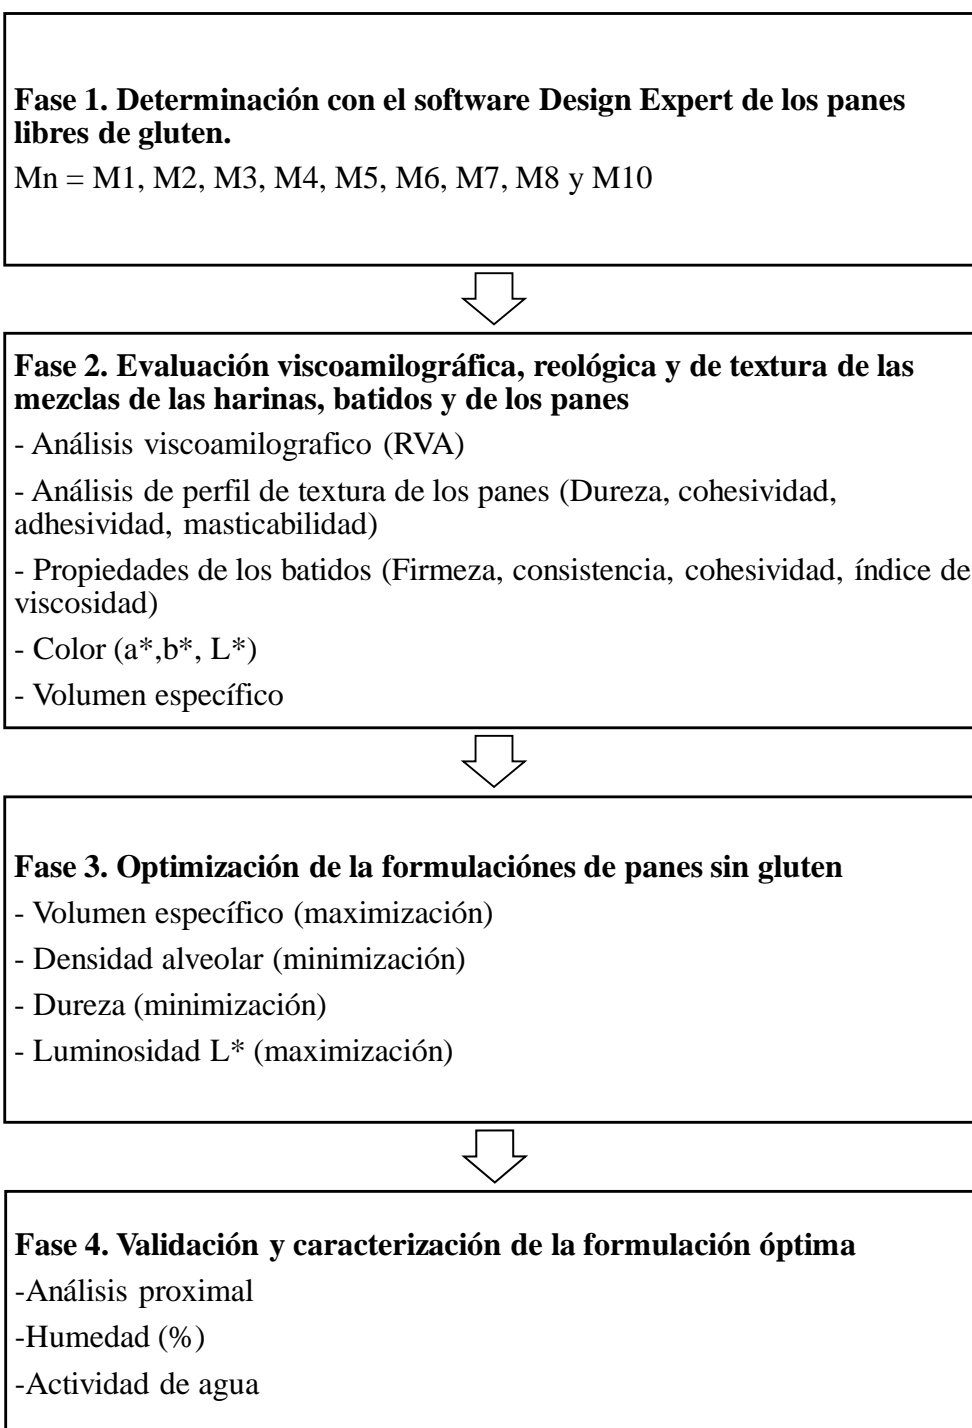 Fase 1. Determinación con el software Design Expert de los panes
libres de gluten.
Mn = M1, M2, M3, M4, M5, M6, M7, M8 y M10
Fase 2. Evaluación viscoamilográfica, reológica y de textura de las
mezclas de las harinas, batidos y de los panes
- Análisis viscoamilografico (RVA)
- Análisis de perfil de textura de los panes (Dureza, cohesividad,
adhesividad, masticabilidad)
- Propiedades de los batidos (Firmeza, consistencia, cohesividad, índice de
viscosidad)
- Color (a*,b*, L*)
- Volumen específico
Fase 3. Optimización de la formulaciónes de panes sin gluten
- Volumen específico (maximización)
- Densidad alveolar (minimización)
- Dureza (minimización)
- Luminosidad L* (maximización)
Fase 4. Validación y caracterización de la formulación óptima
-Análisis proximal
-Humedad (%)
-Actividad de agua